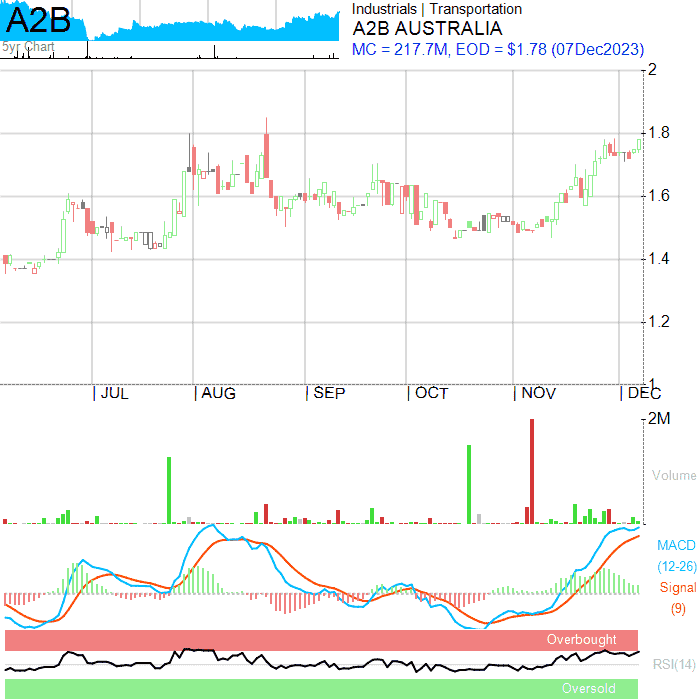 A2B
5yr Chart
Industrials | Transportation
A2B AUSTRALIA
MC = 217.7M, EOD = $1.78 (07Dec2023)
2
1.8
1.6
1.4
1.2
1
JUL AUG SEP OCT NOV DEC
2M
Volume
MACD
(12-26)
Signal
(9)
Overbought
RSI(14)
Oversold